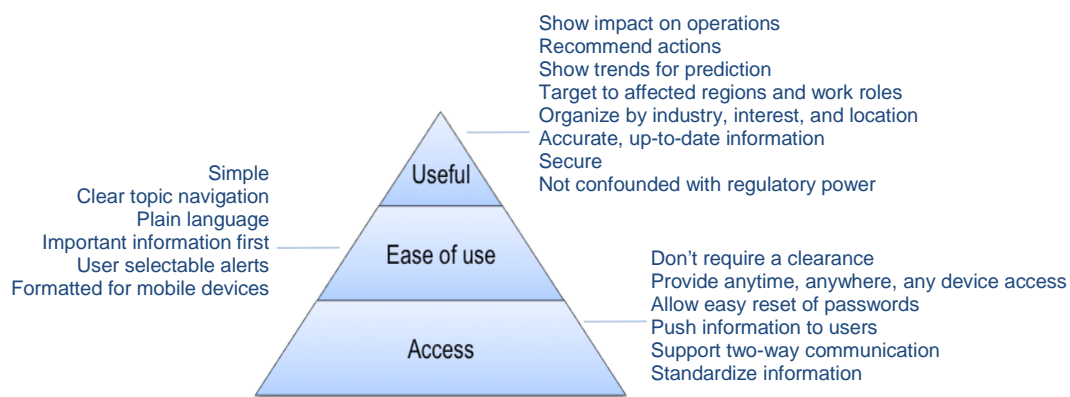 Show impact on operations
Recommend actions
Show trends for prediction
Target to affected regions and work roles
Organize by industry, interest, and location
Accurate, up-to-date information
Secure
Not confounded with regulatory power
Useful
Simple
Clear topic navigation
Plain language
Important information first
User selectable alerts
Formatted for mobile devices
Ease of use
Don’t require a clearance
Provide anytime, anywhere, any device access
Allow easy reset of passwords
Push information to users
Support two-way communication
Standardize information
Access